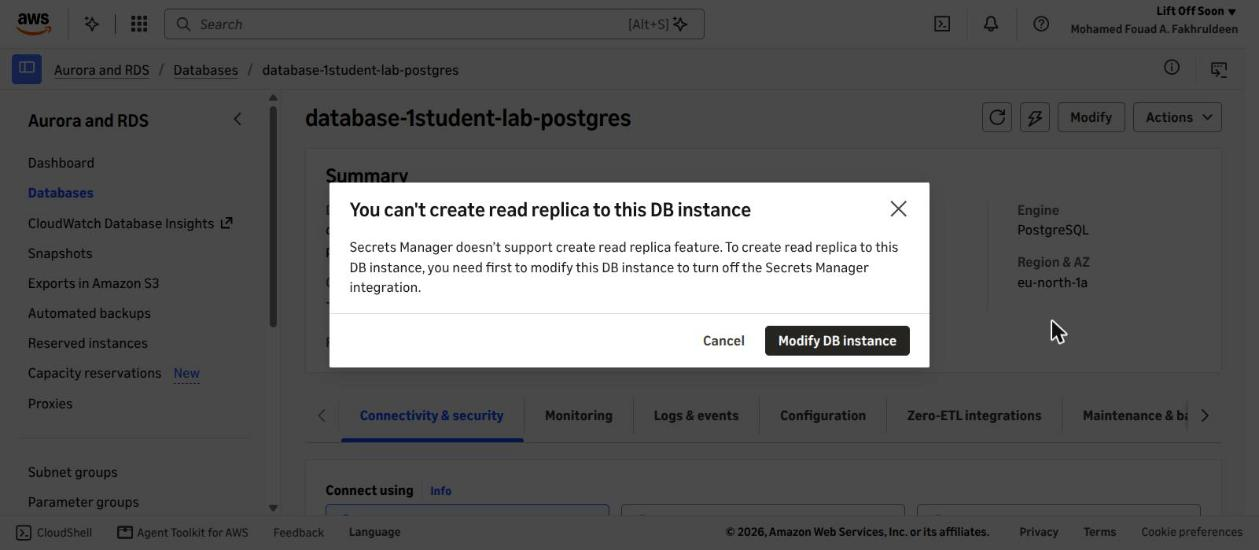 aws
Search
[Alt+S]
Lift Off Soon ▼
Mohamed Fouad A. Fakhruldeen
Aurora and RDS / Databases / database-1student-lab-postgres
Aurora and RDS
Dashboard
Databases
CloudWatch Database Insights
Snapshots
Exports in Amazon S3
Automated backups
Reserved instances
Capacity reservations New
Proxies
Subnet groups
Parameter groups
database-1student-lab-postgres
Modify
Actions
Summary
You can't create read replica to this DB instance
Secrets Manager doesn't support create read replica feature. To create read replica to this
DB instance, you need first to modify this DB instance to turn off the Secrets Manager
integration.
Cancel
Modify DB instance
Engine
PostgreSQL
Region & AZ
eu-north-1a
Connectivity & security
Monitoring
Logs & events
Configuration
Zero-ETL integrations
Maintenance & ba
Connect using
Info
CloudShell
Agent Toolkit for AWS
Feedback
Language
© 2026, Amazon Web Services, Inc. or its affiliates.
Privacy
Terms
Cookie preferences